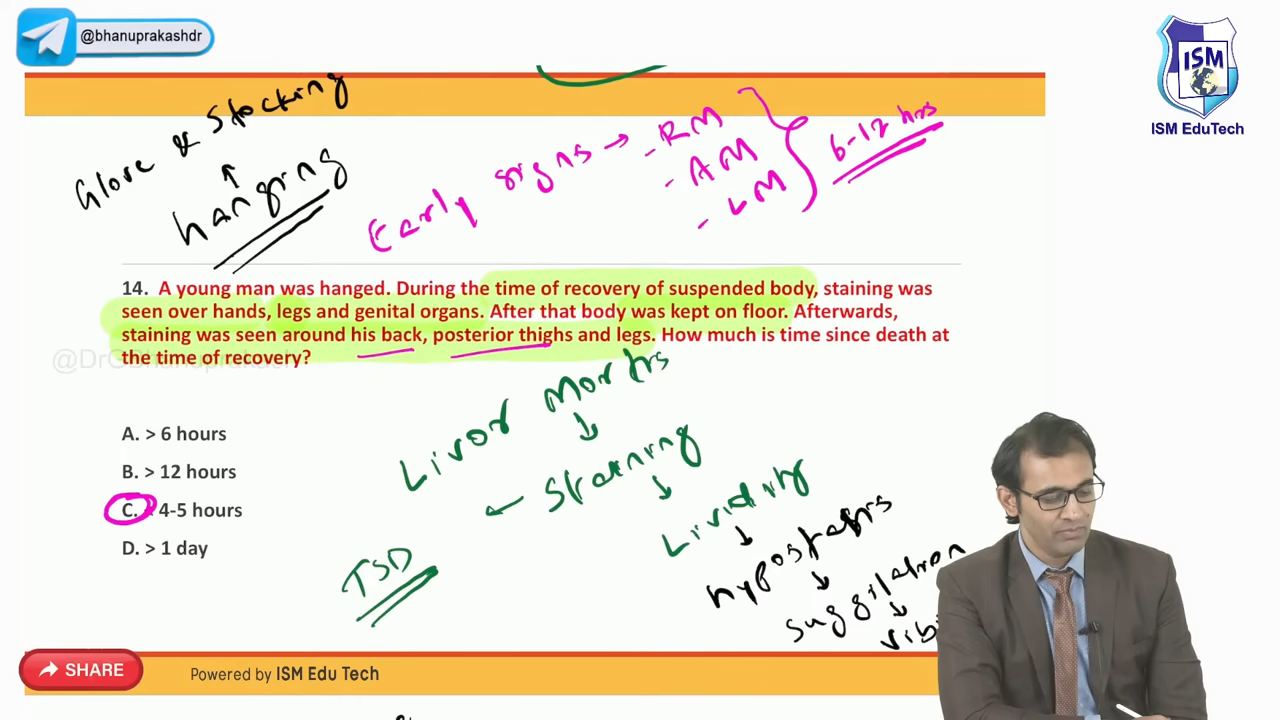 @bhanuprakashdr
ISM
ISM EduTech
Glove & Stocking
↑
hanging
Early signs → - RM
- AM
- LM
6-12 hrs
14. A young man was hanged. During the time of recovery of suspended body, staining was
seen over hands, legs and genital organs. After that body was kept on floor. Afterwards,
staining was seen around his back, posterior thighs and legs. How much is time since death at
the time of recovery?
A. > 6 hours
B. > 12 hours
C. 4-5 hours
D. > 1 day
Livor Mortis
↓
← Staining
↓
Lividity
↓
hypostasis
↓
suggilation
↓
vibi
TSD
SHARE
Powered by ISM Edu Tech